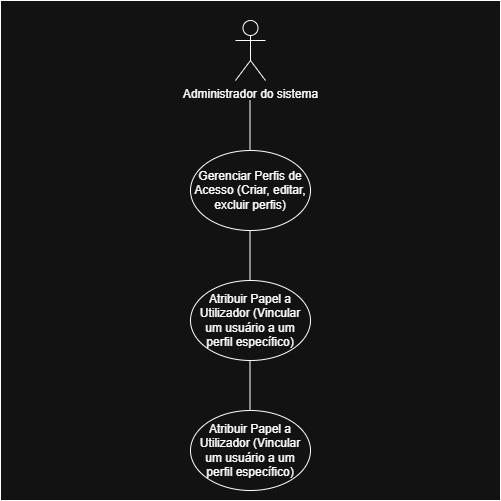 Administrador do sistema
Gerenciar Perfis de
Acesso (Criar, editar,
excluir perfis)
Atribuir Papel a
Utilizador (Vincular
um usuário a um
perfil específico)
Atribuir Papel a
Utilizador (Vincular
um usuário a um
perfil específico)